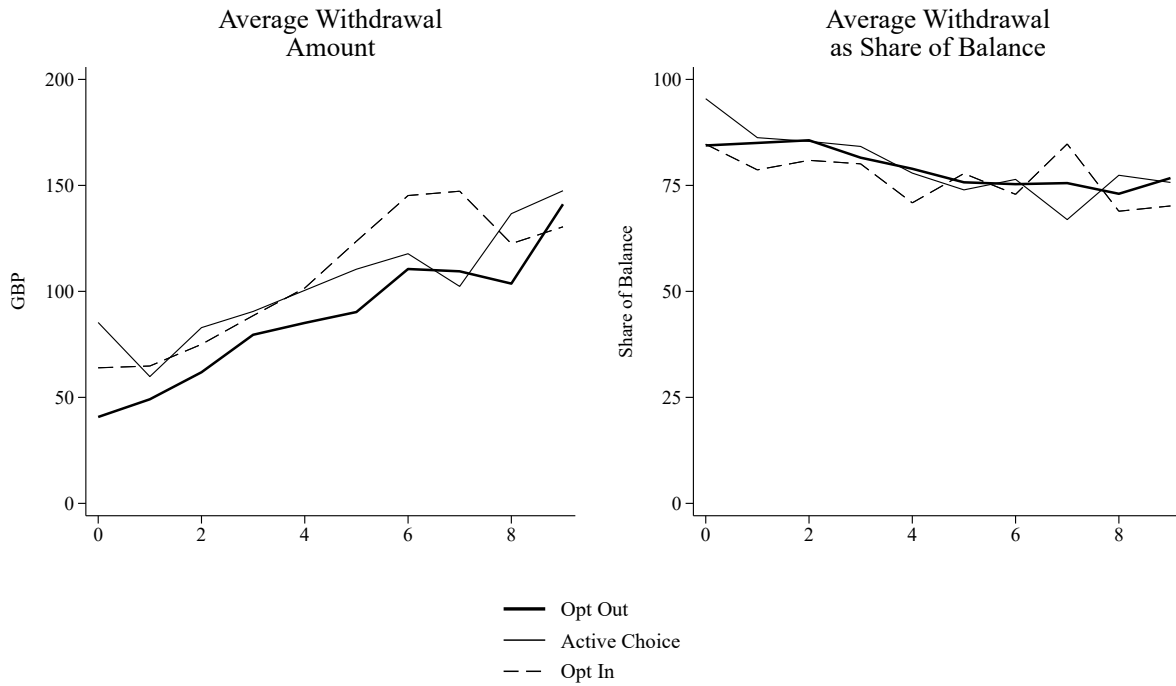 Average Withdrawal
Amount
200
150
100
50
0
GBP
0 2 4 6 8
Average Withdrawal
as Share of Balance
100
75
50
25
0
Share of Balance
0 2 4 6 8
Opt Out
Active Choice
Opt In